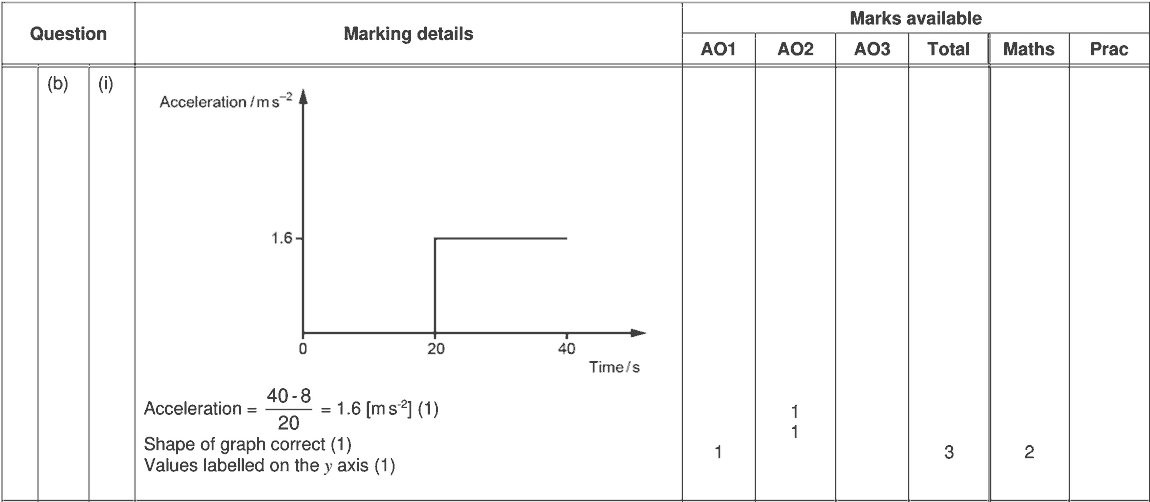 Question Marking details Marks available
AO1 AO2 AO3 Total Maths Prac
(b) (i)
Acceleration / m s⁻²
1.6
0 20 40
Time / s
Acceleration = 40 - 8 / 20 = 1.6 [m s⁻²] (1) 1
Shape of graph correct (1) 1
Values labelled on the y axis (1) 1 3 2